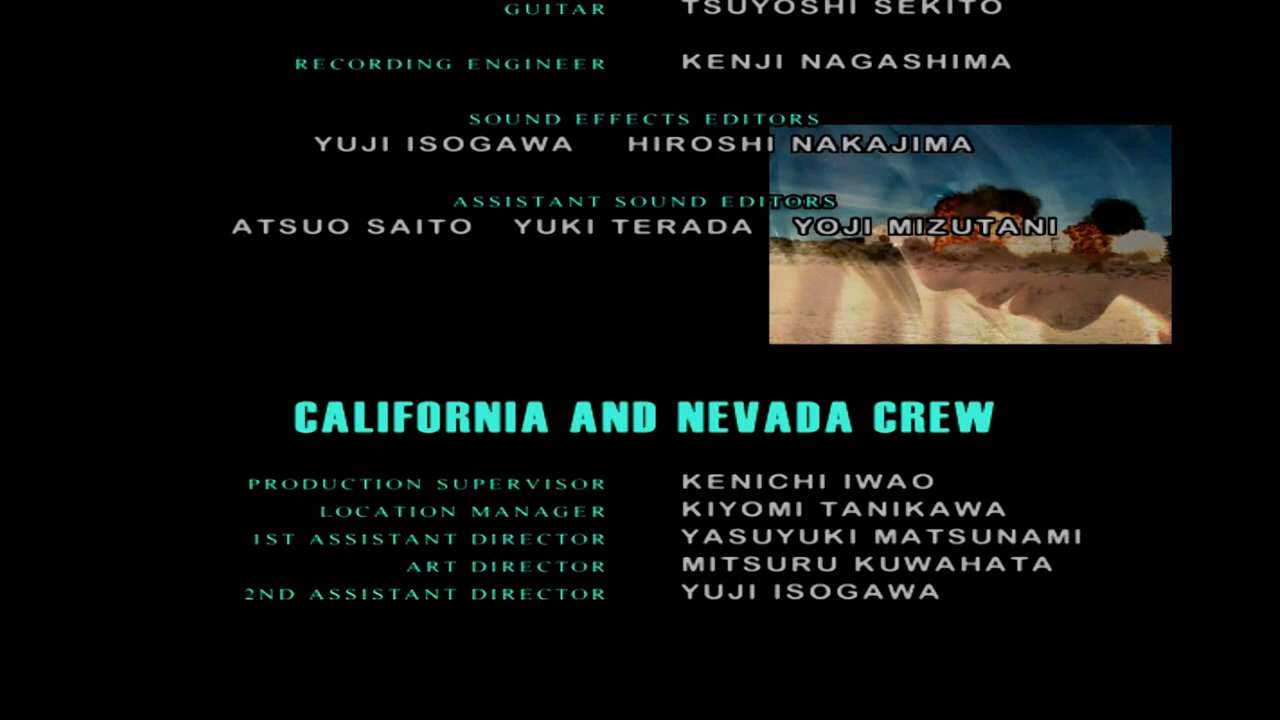 GUITAR TSUYOSHI SEKITO
RECORDING ENGINEER KENJI NAGASHIMA
SOUND EFFECTS EDITORS
YUJI ISOGAWA HIROSHI NAKAJIMA
ASSISTANT SOUND EDITORS
ATSUO SAITO YUKI TERADA YOJI MIZUTANI
CALIFORNIA AND NEVADA CREW
PRODUCTION SUPERVISOR KENICHI IWAO
LOCATION MANAGER KIYOMI TANIKAWA
1ST ASSISTANT DIRECTOR YASUYUKI MATSUNAMI
ART DIRECTOR MITSURU KUWAHATA
2ND ASSISTANT DIRECTOR YUJI ISOGAWA